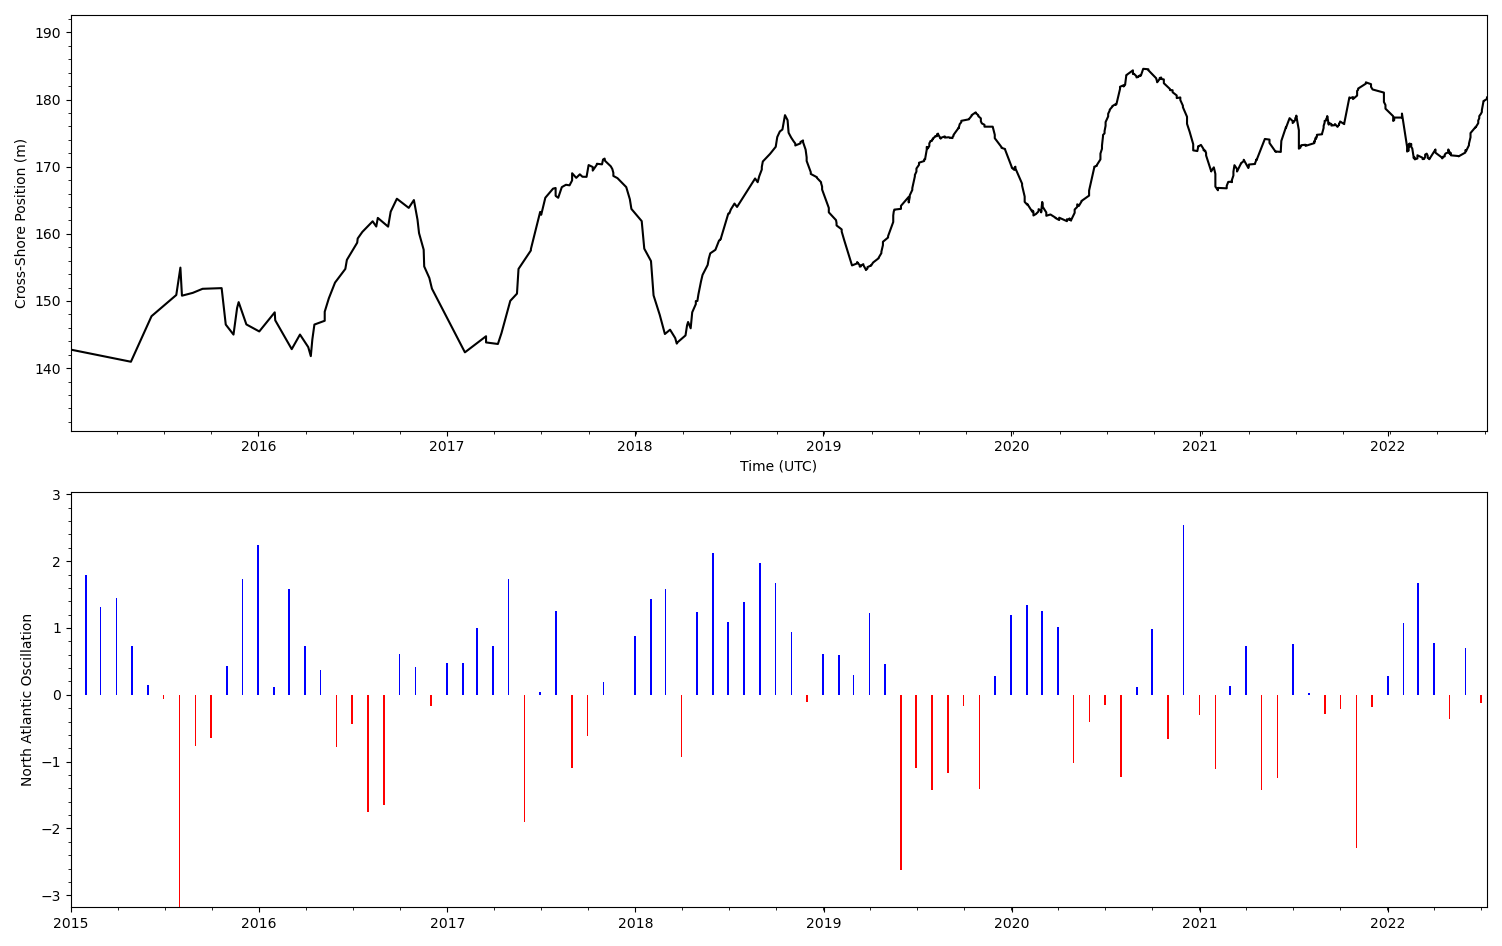 190
180
170
160
150
140
Cross-Shore Position (m)
2016 2017 2018 2019 2020 2021 2022
Time (UTC)
3
2
1
0
−1
−2
−3
North Atlantic Oscillation
2015 2016 2017 2018 2019 2020 2021 2022